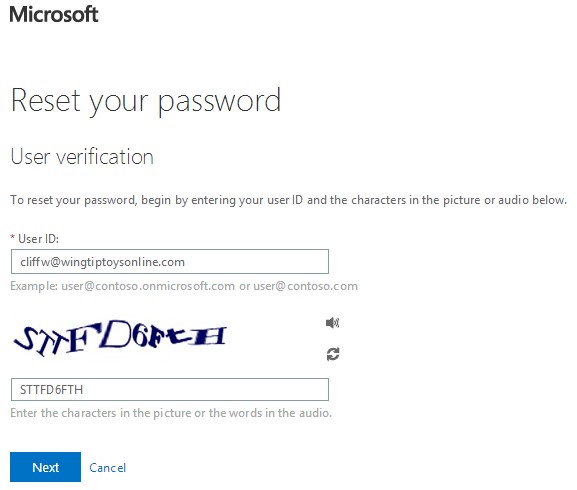 Microsoft
Reset your password
User verification
To reset your password, begin by entering your user ID and the characters in the picture or audio below.
* User ID:
cliffw@wingtiptoysonline.com
Example: user@contoso.onmicrosoft.com or user@contoso.com
STTFD6FtH
STTFD6FTH
Enter the characters in the picture or the words in the audio.
Next Cancel